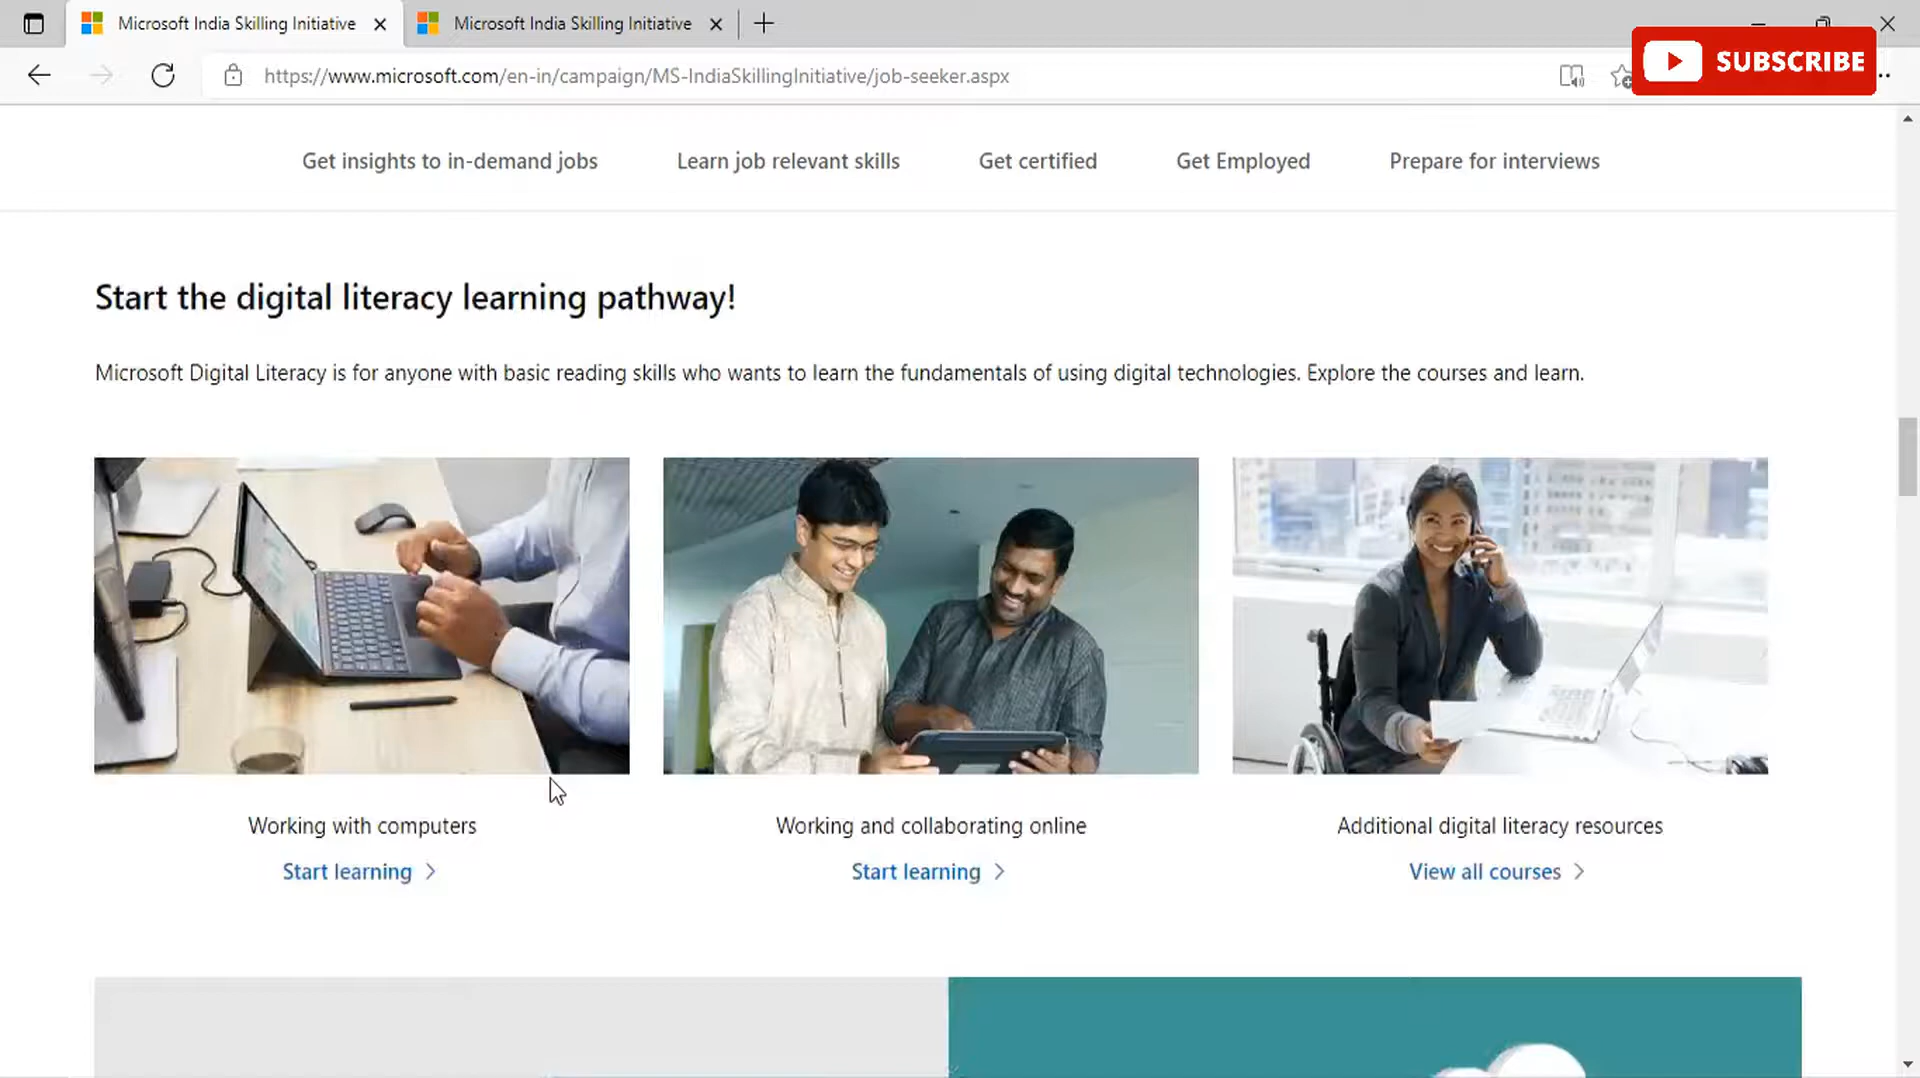 Microsoft India Skilling Initiative
Microsoft India Skilling Initiative
https://www.microsoft.com/en-in/campaign/MS-IndiaSkillingInitiative/job-seeker.aspx
SUBSCRIBE
Get insights to in-demand jobs
Learn job relevant skills
Get certified
Get Employed
Prepare for interviews
Start the digital literacy learning pathway!
Microsoft Digital Literacy is for anyone with basic reading skills who wants to learn the fundamentals of using digital technologies. Explore the courses and learn.
Working with computers
Start learning
Working and collaborating online
Start learning
Additional digital literacy resources
View all courses